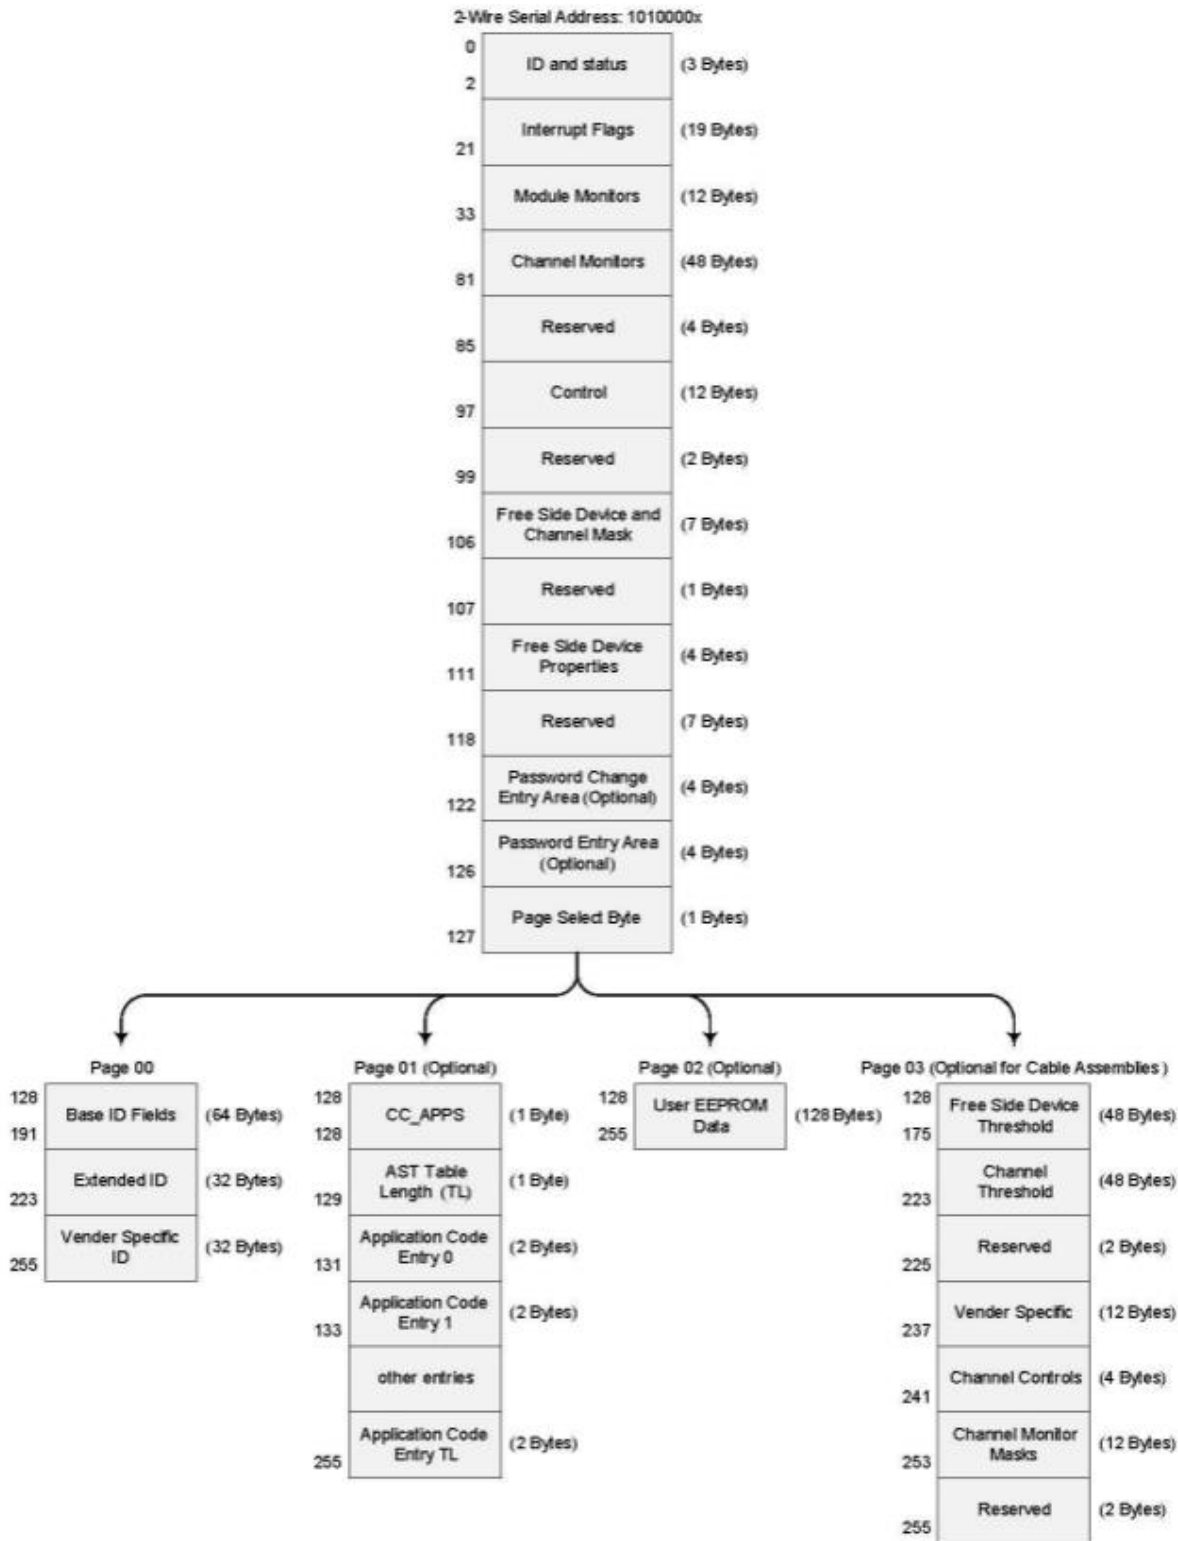 2-Wire Serial Address: 1010000x
0
ID and status (3 Bytes)
2
Interrupt Flags (19 Bytes)
21
Module Monitors (12 Bytes)
33
Channel Monitors (48 Bytes)
81
Reserved (4 Bytes)
85
Control (12 Bytes)
97
Reserved (2 Bytes)
99
Free Side Device and
Channel Mask
(7 Bytes)
106
Reserved (1 Bytes)
107
Free Side Device
Properties
(4 Bytes)
111
Reserved (7 Bytes)
118
Password Change
Entry Area (Optional)
(4 Bytes)
122
Password Entry Area
(Optional)
(4 Bytes)
126
Page Select Byte (1 Bytes)
127
Page 00
128
Base ID Fields (64 Bytes)
191
Extended ID (32 Bytes)
223
Vender Specific
ID
(32 Bytes)
255
Page 01 (Optional)
128
CC_APPS (1 Byte)
128
AST Table
Length (TL)
(1 Byte)
129
Application Code
Entry 0
(2 Bytes)
131
Application Code
Entry 1
(2 Bytes)
133
other entries
Application Code
Entry TL
(2 Bytes)
255
Page 02 (Optional)
128
User EEPROM
Data
(128 Bytes)
255
Page 03 (Optional for Cable Assemblies )
128
Free Side Device
Threshold
(48 Bytes)
175
Channel
Threshold
(48 Bytes)
223
Reserved (2 Bytes)
225
Vender Specific (12 Bytes)
237
Channel Controls (4 Bytes)
241
Channel Monitor
Masks
(12 Bytes)
253
Reserved (2 Bytes)
255